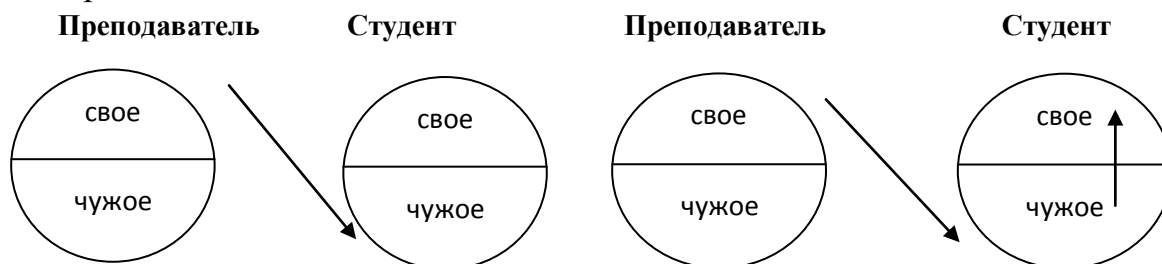 Преподаватель Студент Преподаватель Студент
свое свое свое свое
чужое чужое чужое чужое